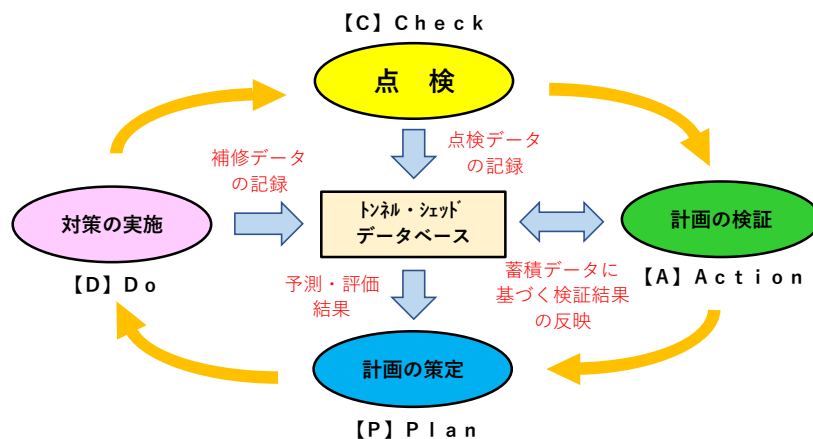 【C】Check
点　検
補修データ
の記録
点検データ
の記録
対策の実施
ﾄﾝﾈﾙ・ｼｪｯﾄﾞ
データベース
計画の検証
【D】Do
予測・評価
結果
蓄積データに
基づく検証結果
の反映
【A】Action
計画の策定
【P】Plan